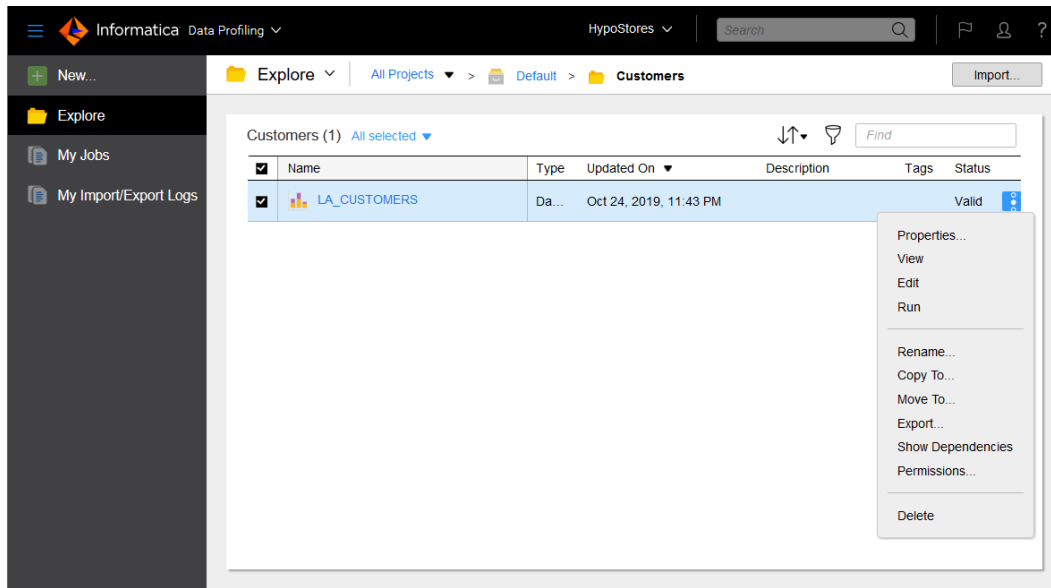 Informatica Data Profiling HypoStores Search ?
New... Explore All Projects > Default > Customers Import...
Explore
My Jobs
My Import/Export Logs
Customers (1) All selected Find
Name Type Updated On Description Tags Status
LA_CUSTOMERS Da... Oct 24, 2019, 11:43 PM Valid
Properties...
View
Edit
Run
Rename...
Copy To...
Move To...
Export...
Show Dependencies
Permissions...
Delete